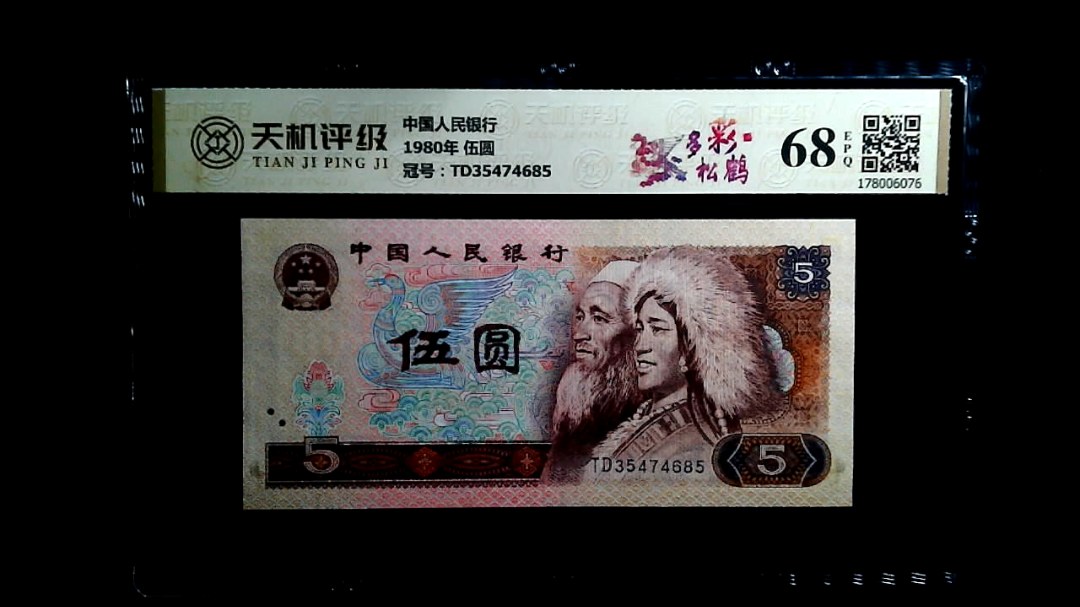 天机评级
TIAN JI PING JI
中国人民银行
1980年 伍圆
冠号：TD35474685
多彩
松鹤
68
EPQ
178006076
中国人民银行
5
伍圆
5
TD35474685
5